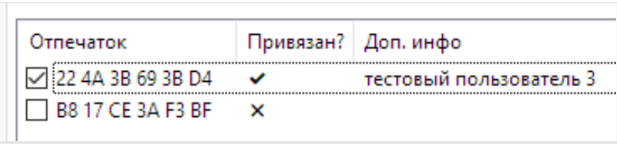 Отпечаток Привязан? Доп. инфо
22 4A 3B 69 3B D4 ✔ тестовый пользователь 3
B8 17 CE 3A F3 BF ✕